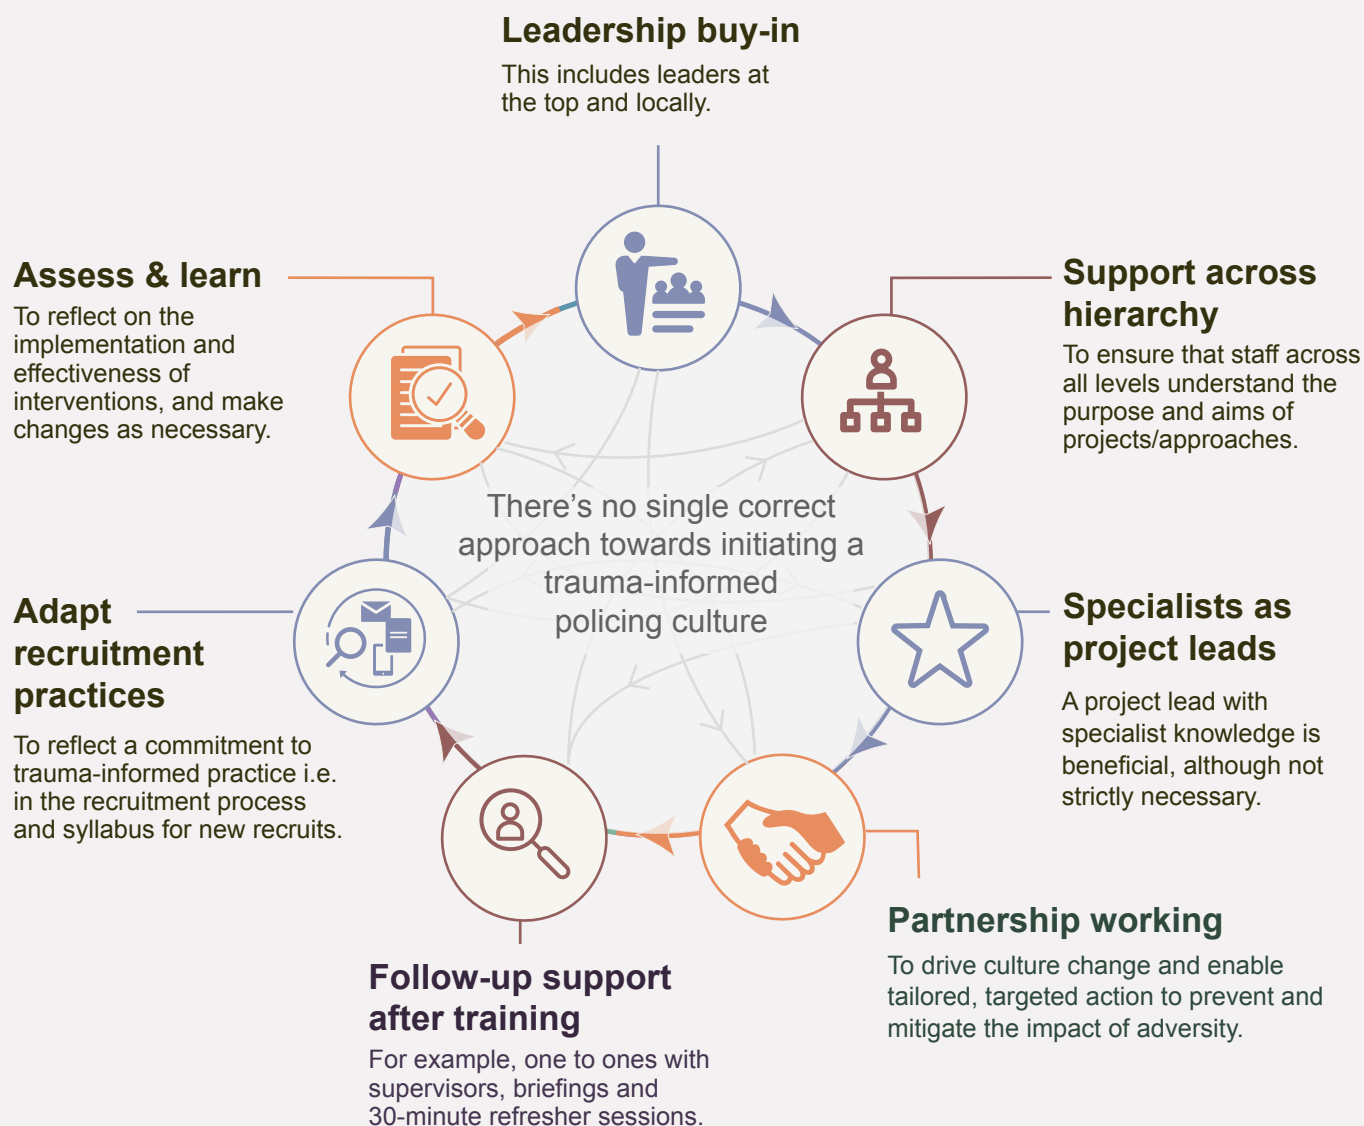 Leadership buy-in
This includes leaders at
the top and locally.
Support across
hierarchy
To ensure that staff across
all levels understand the
purpose and aims of
projects/approaches.
Specialists as
project leads
A project lead with
specialist knowledge is
beneficial, although not
strictly necessary.
Partnership working
To drive culture change and enable
tailored, targeted action to prevent and
mitigate the impact of adversity.
Follow-up support
after training
For example, one to ones with
supervisors, briefings and
30-minute refresher sessions.
Adapt
recruitment
practices
To reflect a commitment to
trauma-informed practice i.e.
in the recruitment process
and syllabus for new recruits.
Assess & learn
To reflect on the
implementation and
effectiveness of
interventions, and make
changes as necessary.
There’s no single correct
approach towards initiating a
trauma-informed
policing culture